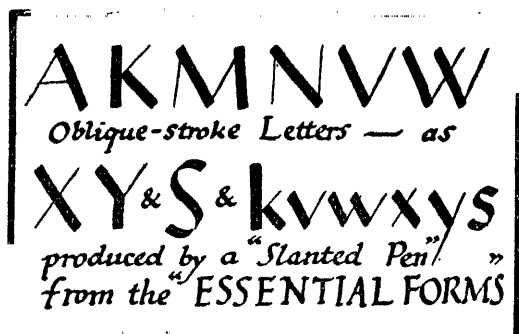 AKMNVW
Oblique-stroke Letters — as
XY & S & kvwxys
produced by a "Slanted Pen"
from the "ESSENTIAL FORMS"